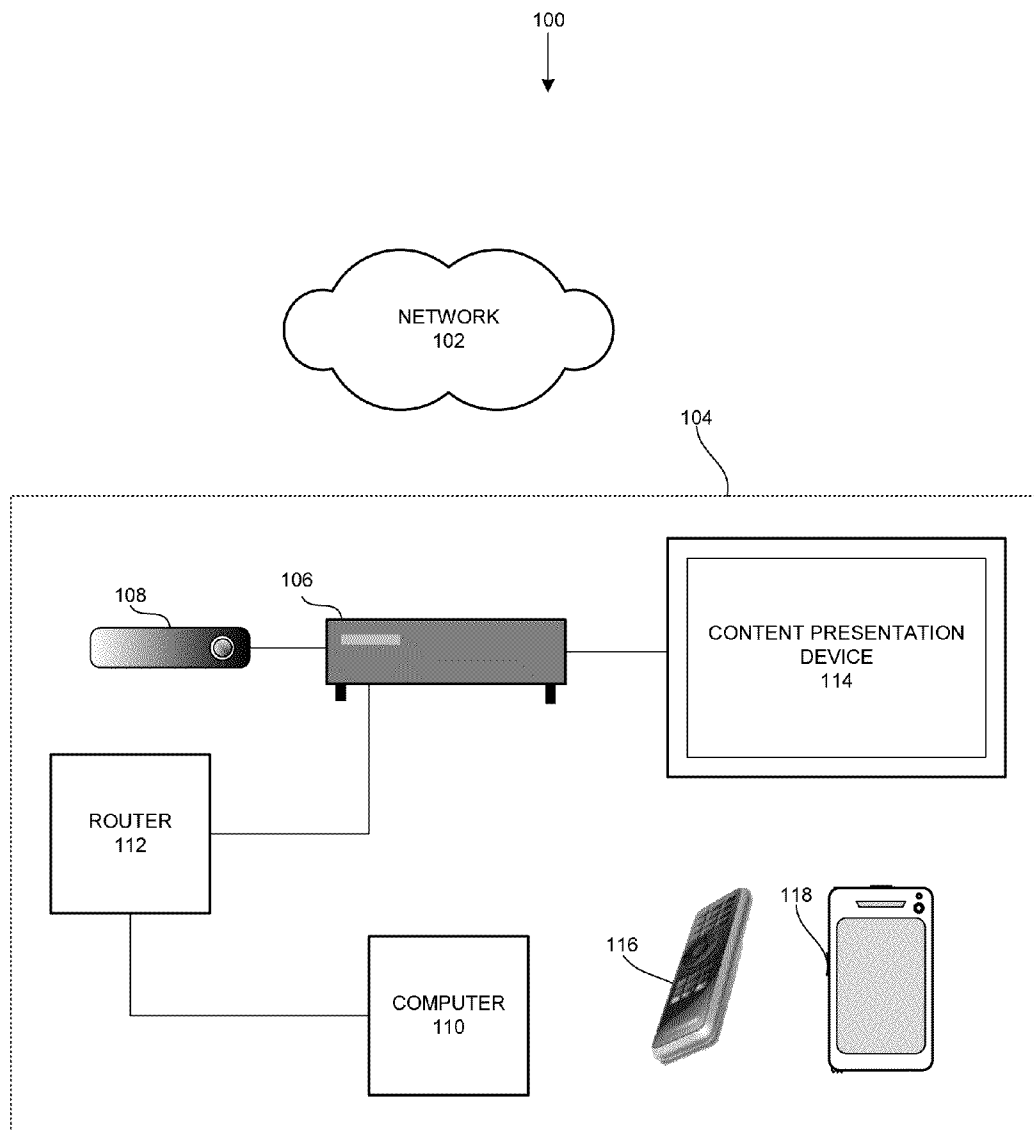 100
NETWORK
102
104
106
108
CONTENT PRESENTATION
DEVICE
114
ROUTER
112
118
116
COMPUTER
110